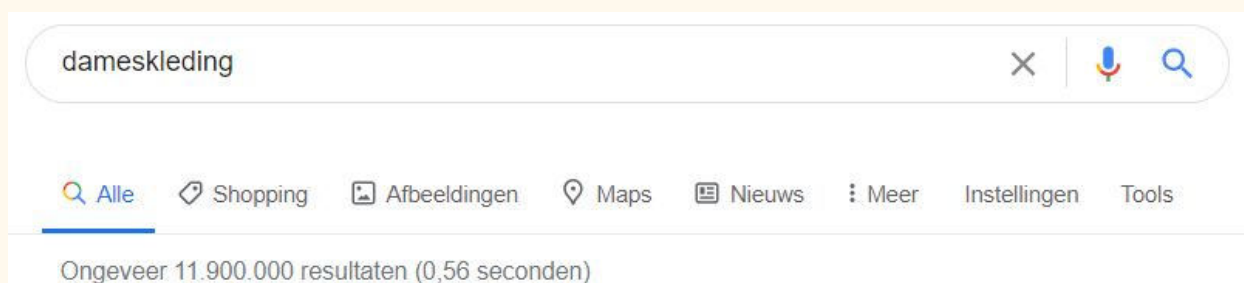 dameskleding
Alle Shopping Afbeeldingen Maps Nieuws Meer Instellingen Tools
Ongeveer 11.900.000 resultaten (0,56 seconden)